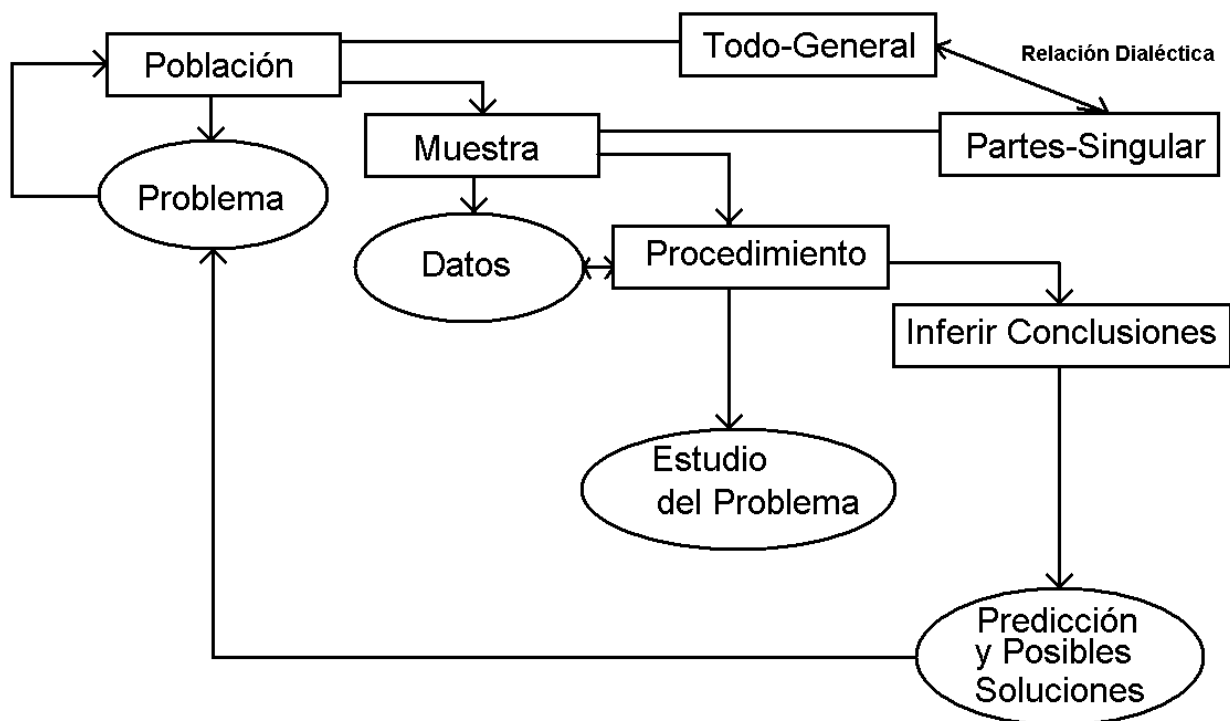 Población
Todo-General
Relación Dialéctica
Muestra
Partes-Singular
Problema
Datos
Procedimiento
Inferir Conclusiones
Estudio
del Problema
Predicción
y Posibles
Soluciones